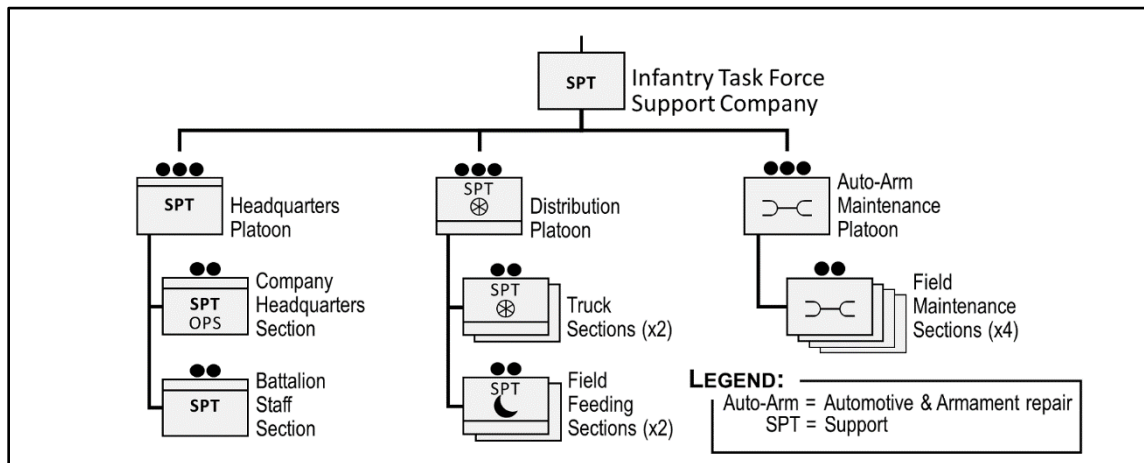 SPT
Infantry Task Force
Support Company
SPT
Headquarters
Platoon
SPT
OPS
Company
Headquarters
Section
SPT
Battalion
Staff
Section
SPT
Distribution
Platoon
SPT
Truck
Sections (x2)
SPT
Field
Feeding
Sections (x2)
Auto-Arm
Maintenance
Platoon
Field
Maintenance
Sections (x4)
LEGEND:
Auto-Arm = Automotive & Armament repair
SPT = Support